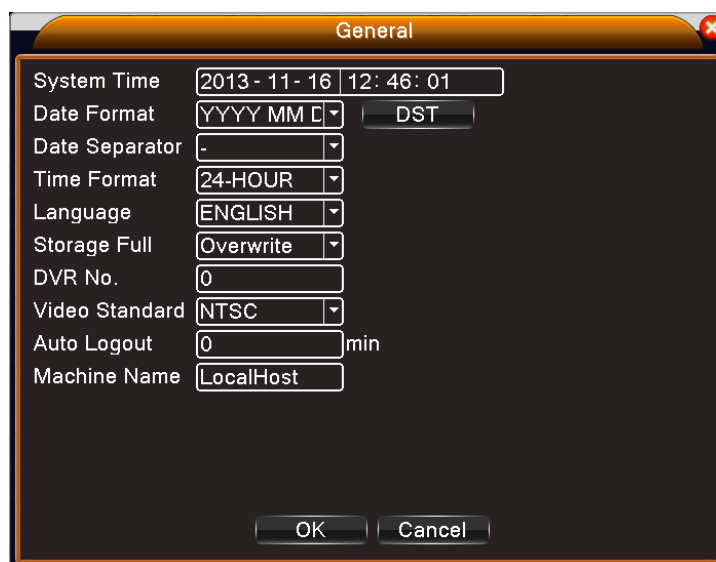 General
System Time 2013-11-16 12:46:01
Date Format YYYY MM D DST
Date Separator -
Time Format 24-HOUR
Language ENGLISH
Storage Full Overwrite
DVR No. 0
Video Standard NTSC
Auto Logout 0 min
Machine Name LocalHost
OK Cancel